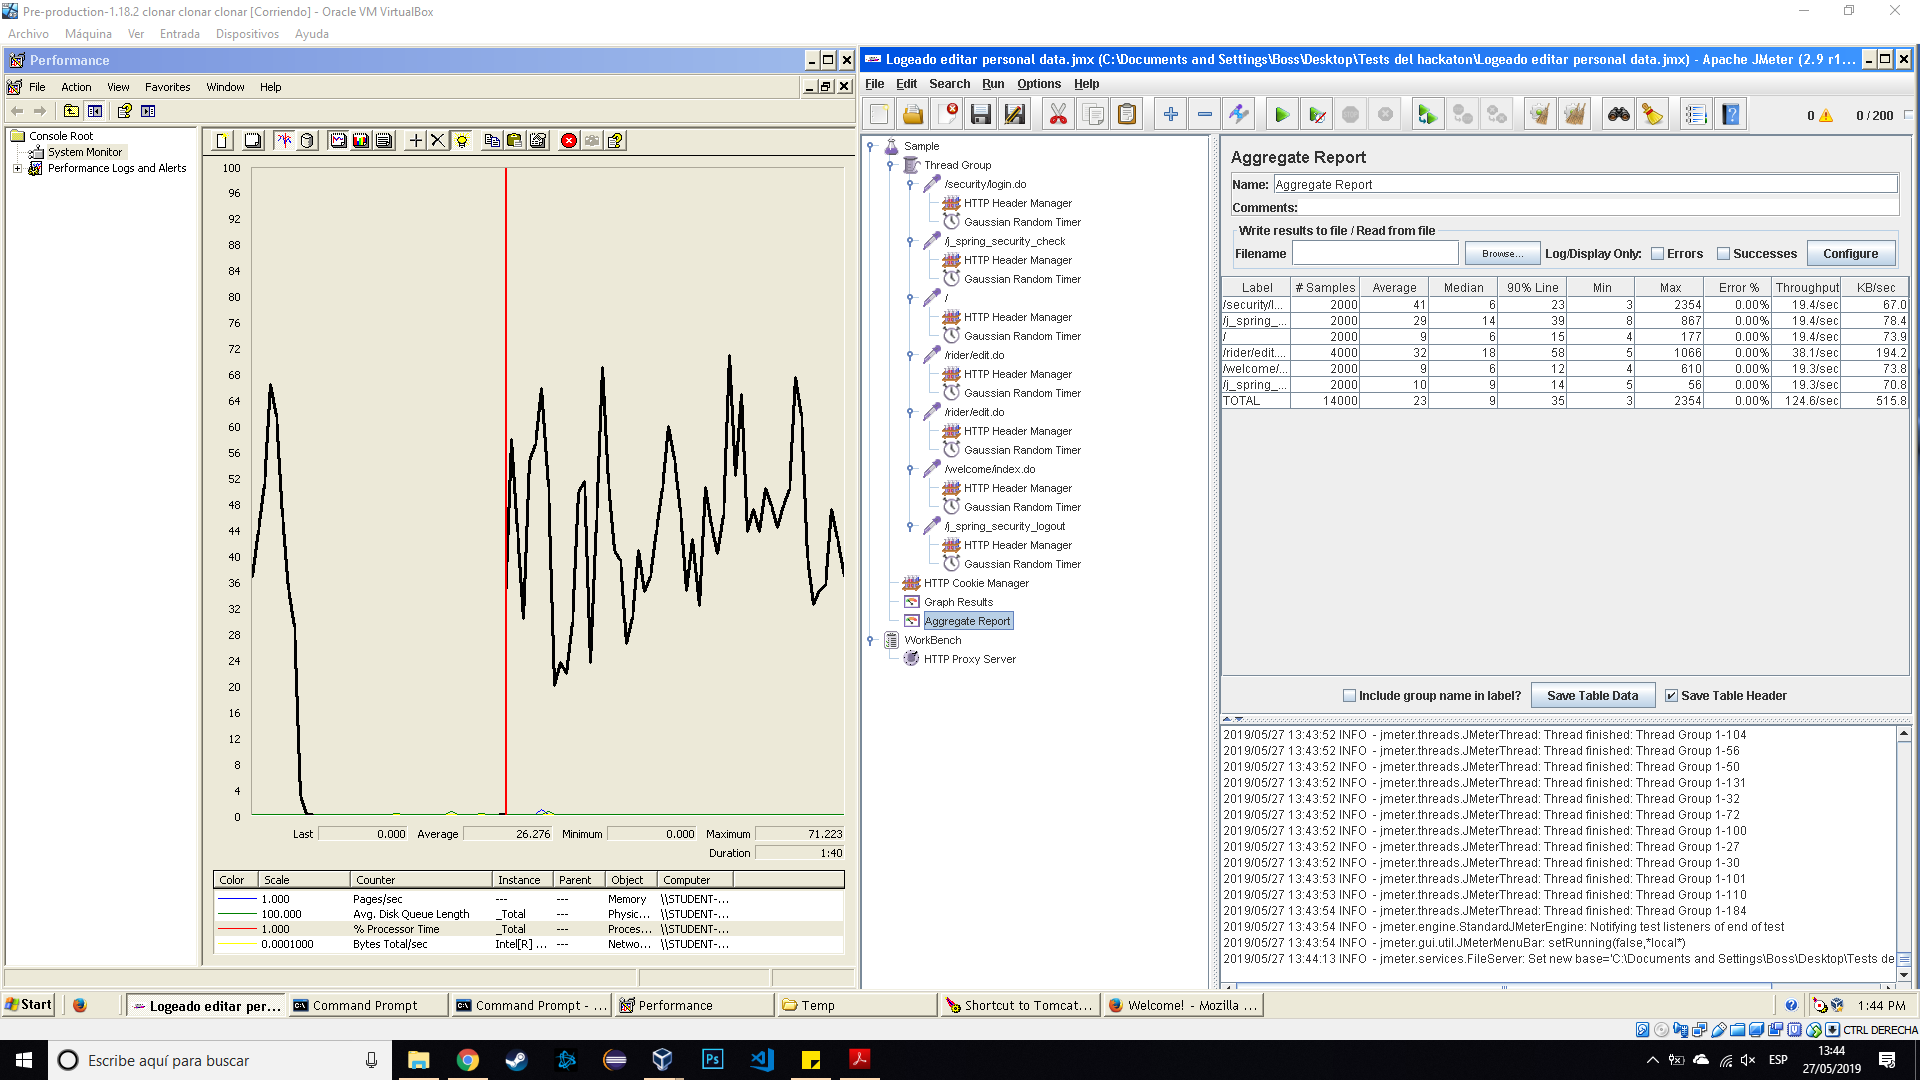 Pre-production-1.18.2 clonar clonar clonar [Corriendo] - Oracle VM VirtualBox
Archivo Máquina Ver Entrada Dispositivos Ayuda
Performance
File Action View Favorites Window Help
Console Root
System Monitor
Performance Logs and Alerts
100
96
92
88
84
80
76
72
68
64
60
56
52
48
44
40
36
32
28
24
20
16
12
8
4
0
Last 0.000 Average 26.276 Minimum 0.000 Maximum 71.223
Duration 1:40
Color Scale Counter Instance Parent Object Computer
1.000 Pages/sec --- --- Memory \\STUDENT-...
100.000 Avg. Disk Queue Length _Total --- Physic... \\STUDENT-...
1.000 % Processor Time _Total --- Proces... \\STUDENT-...
0.0001000 Bytes Total/sec Intel[R] ... --- Netwo... \\STUDENT-...
Logeado editar personal data.jmx (C:\Documents and Settings\Boss\Desktop\Tests del hackaton\Logeado editar personal data.jmx) - Apache JMeter (2.9 r1...
File Edit Search Run Options Help
0 0 / 200
Sample
Thread Group
/security/login.do
HTTP Header Manager
Gaussian Random Timer
/j_spring_security_check
HTTP Header Manager
Gaussian Random Timer
/
HTTP Header Manager
Gaussian Random Timer
/rider/edit.do
HTTP Header Manager
Gaussian Random Timer
/rider/edit.do
HTTP Header Manager
Gaussian Random Timer
/welcome/index.do
HTTP Header Manager
Gaussian Random Timer
/j_spring_security_logout
HTTP Header Manager
Gaussian Random Timer
HTTP Cookie Manager
Graph Results
Aggregate Report
WorkBench
HTTP Proxy Server
Aggregate Report
Name: Aggregate Report
Comments:
Write results to file / Read from file
Filename Browse... Log/Display Only: Errors Successes Configure
Label # Samples Average Median 90% Line Min Max Error % Throughput KB/sec
/security/l... 2000 41 6 23 3 2354 0.00% 19.4/sec 67.0
/j_spring_... 2000 29 14 39 8 867 0.00% 19.4/sec 78.4
/ 2000 9 6 15 4 177 0.00% 19.4/sec 73.9
/rider/edit.... 4000 32 18 58 5 1066 0.00% 38.1/sec 194.2
/welcome/... 2000 9 6 12 4 610 0.00% 19.3/sec 73.8
/j_spring_... 2000 10 9 14 5 56 0.00% 19.3/sec 70.8
TOTAL 14000 23 9 35 3 2354 0.00% 124.6/sec 515.8
Include group name in label? Save Table Data Save Table Header
2019/05/27 13:43:52 INFO - jmeter.threads.JMeterThread: Thread finished: Thread Group 1-104
2019/05/27 13:43:52 INFO - jmeter.threads.JMeterThread: Thread finished: Thread Group 1-56
2019/05/27 13:43:52 INFO - jmeter.threads.JMeterThread: Thread finished: Thread Group 1-50
2019/05/27 13:43:52 INFO - jmeter.threads.JMeterThread: Thread finished: Thread Group 1-131
2019/05/27 13:43:52 INFO - jmeter.threads.JMeterThread: Thread finished: Thread Group 1-32
2019/05/27 13:43:52 INFO - jmeter.threads.JMeterThread: Thread finished: Thread Group 1-72
2019/05/27 13:43:52 INFO - jmeter.threads.JMeterThread: Thread finished: Thread Group 1-100
2019/05/27 13:43:52 INFO - jmeter.threads.JMeterThread: Thread finished: Thread Group 1-27
2019/05/27 13:43:52 INFO - jmeter.threads.JMeterThread: Thread finished: Thread Group 1-30
2019/05/27 13:43:53 INFO - jmeter.threads.JMeterThread: Thread finished: Thread Group 1-101
2019/05/27 13:43:53 INFO - jmeter.threads.JMeterThread: Thread finished: Thread Group 1-110
2019/05/27 13:43:54 INFO - jmeter.threads.JMeterThread: Thread finished: Thread Group 1-184
2019/05/27 13:43:54 INFO - jmeter.engine.StandardJMeterEngine: Notifying test listeners of end of test
2019/05/27 13:43:54 INFO - jmeter.gui.util.JMeterMenuBar: setRunning(false,*local*)
2019/05/27 13:44:13 INFO - jmeter.services.FileServer: Set new base='C:\Documents and Settings\Boss\Desktop\Tests de
Start Logeado editar per... Command Prompt Command Prompt - ... Performance Temp Shortcut to Tomcat... Welcome! - Mozilla ... 1:44 PM
CTRL DERECHA
Escribe aquí para buscar
Ps
ESP
13:44
27/05/2019